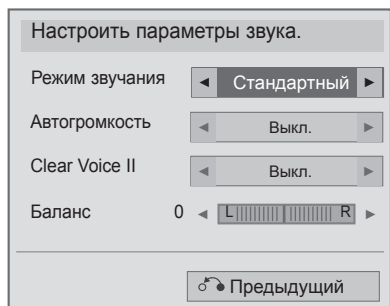 Настроить параметры звука.
Режим звучания ◄ Стандартный ►
Автогромкость ◄ Выкл. ►
Clear Voice II ◄ Выкл. ►
Баланс 0 ◄ L R ►
Предыдущий